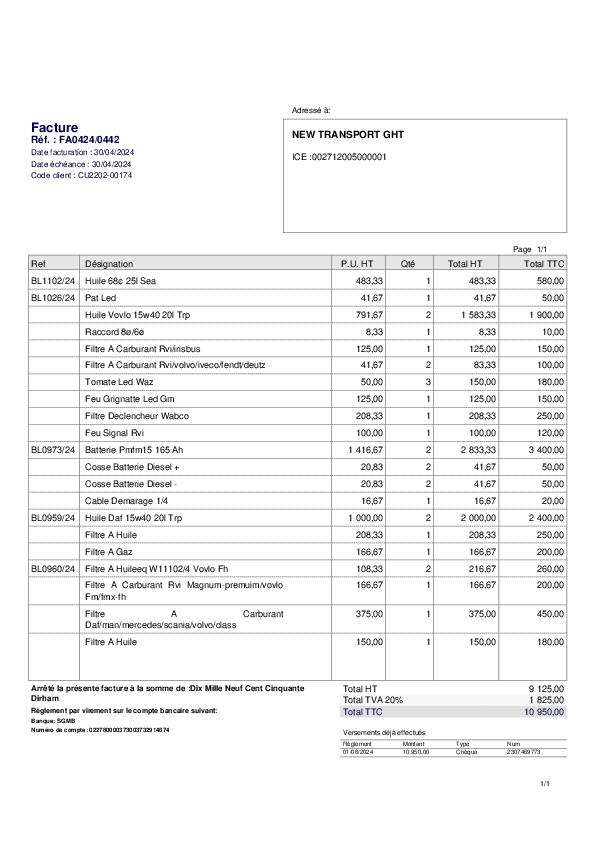 Adressé à:
Facture
Réf. : FA0424/0442
Date facturation : 30/04/2024
Date échéance : 30/04/2024
Code client : CU2202-00174
NEW TRANSPORT GHT
ICE :002712005000001
Page 1/1
Ref Désignation P.U. HT Qté Total HT Total TTC
BL1102/24 Huile 68¢ 25l Sea 483,33 1 483,33 580,00
BL1026/24 Pat Led 41,67 1 41,67 50,00
Huile Vovlo 15w40 20l Trp 791,67 2 1 583,33 1 900,00
Raccord 8ø/6ø 8,33 1 8,33 10,00
Filtre A Carburant Rvi/irisbus 125,00 1 125,00 150,00
Filtre A Carburant Rvi/volvo/iveco/fendt/deutz 41,67 2 83,33 100,00
Tomate Led Waz 50,00 3 150,00 180,00
Feu Grignatte Led Gm 125,00 1 125,00 150,00
Filtre Declencheur Wabco 208,33 1 208,33 250,00
Feu Signal Rvi 100,00 1 100,00 120,00
BL0973/24 Batterie Pmfm15 165 Ah 1 416,67 2 2 833,33 3 400,00
Cosse Batterie Diesel + 20,83 2 41,67 50,00
Cosse Batterie Diesel - 20,83 2 41,67 50,00
Cable Demarage 1/4 16,67 1 16,67 20,00
BL0959/24 Huile Daf 15w40 20l Trp 1 000,00 2 2 000,00 2 400,00
Filtre A Huile 208,33 1 208,33 250,00
Filtre A Gaz 166,67 1 166,67 200,00
BL0960/24 Filtre A Huileeq W11102/4 Vovlo Fh 108,33 2 216,67 260,00
Filtre A Carburant Rvi Magnum-premuim/vovlo 166,67 1 166,67 200,00
Fm/fmx-fh
Filtre A Carburant 375,00 1 375,00 450,00
Daf/man/mercedes/scania/volvo/class
Filtre A Huile 150,00 1 150,00 180,00
Arrêté la présente facture à la somme de :Dix Mille Neuf Cent Cinquante
Dirham
Règlement par virement sur le compte bancaire suivant:
Banque: SGMB
Numéro de compte: 022780000373003732914874
Total HT 9 125,00
Total TVA 20% 1 825,00
Total TTC 10 950,00
Versements déjà effectués
Règlement Montant Type Num
01/06/2024 10 950,00 Chèque 2307469773
1/1